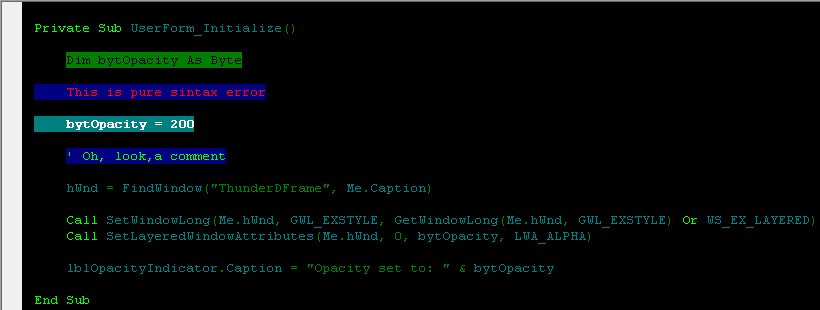 Private Sub UserForm_Initialize()
Dim bytOpacity As Byte
This is pure sintax error
bytOpacity = 200
' Oh, look,a comment
hWnd = FindWindow("ThunderDFrame", Me.Caption)
Call SetWindowLong(Me.hWnd, GWL_EXSTYLE, GetWindowLong(Me.hWnd, GWL_EXSTYLE) Or WS_EX_LAYERED)
Call SetLayeredWindowAttributes(Me.hWnd, 0, bytOpacity, LWA_ALPHA)
lblOpacityIndicator.Caption = "Opacity set to: " & bytOpacity
End Sub